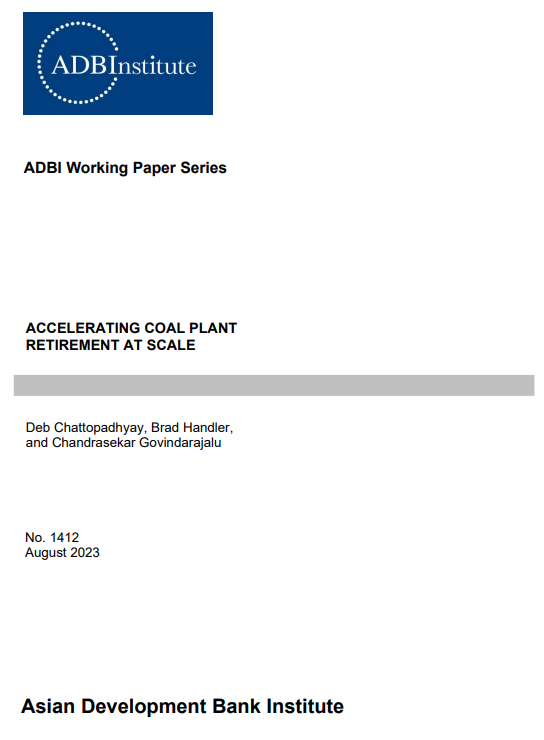 ADBInstitute
ADBI Working Paper Series
ACCELERATING COAL PLANT
RETIREMENT AT SCALE
Deb Chattopadhyay, Brad Handler,
and Chandrasekar Govindarajalu
No. 1412
August 2023
Asian Development Bank Institute